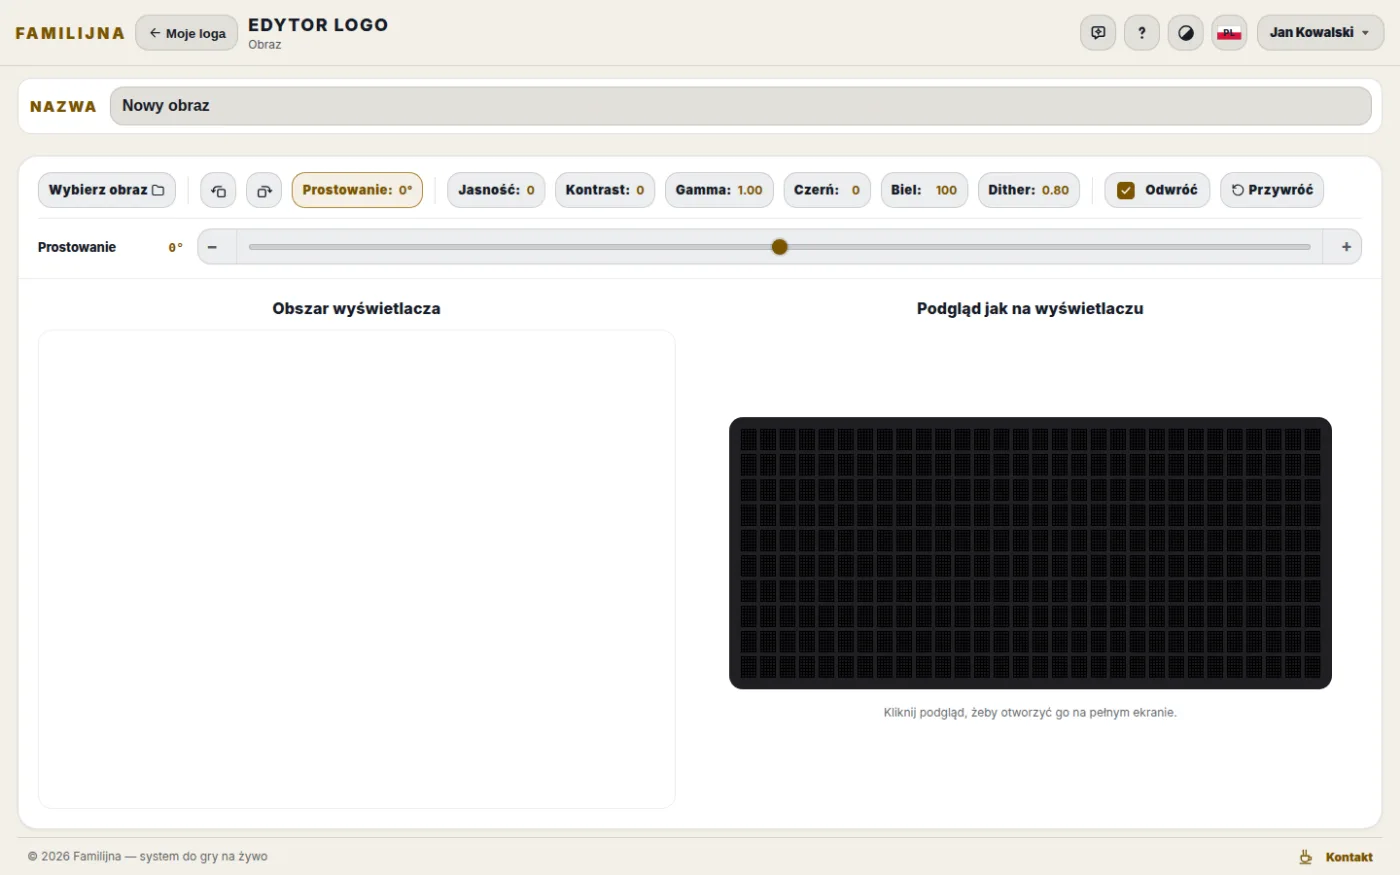 FAMILIJNA
Moje loga
EDYTOR LOGO
Obraz
?
PL
Jan Kowalski
NAZWA
Nowy obraz
Wybierz obraz
Prostowanie: 0°
Jasność: 0
Kontrast: 0
Gamma: 1.00
Czerń: 0
Biel: 100
Dither: 0.80
Odwróć
Przywróć
Prostowanie 0°
− +
Obszar wyświetlacza
Podgląd jak na wyświetlaczu
Kliknij podgląd, żeby otworzyć go na pełnym ekranie.
© 2026 Familijna — system do gry na żywo
Kontakt